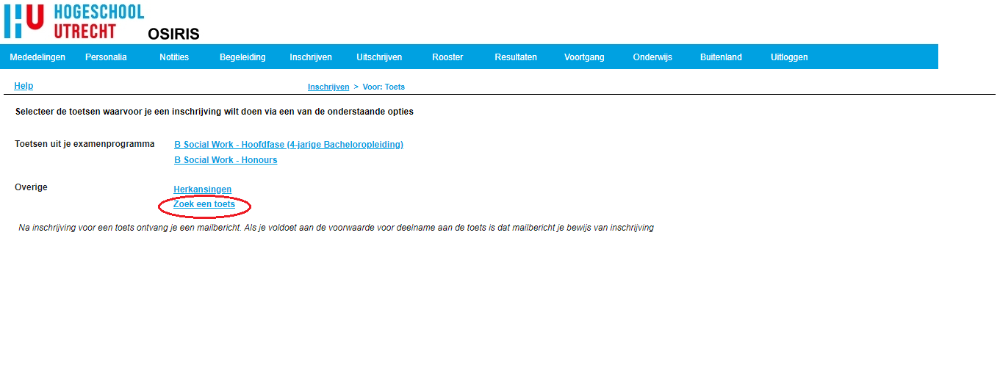 HOGESCHOOL
UTRECHT OSIRIS
Mededelingen Personalia Notities Begeleiding Inschrijven Uitschrijven Rooster Resultaten Voortgang Onderwijs Buitenland Uitloggen
Help Inschrijven > Voor: Toets
Selecteer de toetsen waarvoor je een inschrijving wilt doen via een van de onderstaande opties
Toetsen uit je examenprogramma B Social Work - Hoofdfase (4-jarige Bacheloropleiding)
B Social Work - Honours
Overige Herkansingen
Zoek een toets
Na inschrijving voor een toets ontvang je een mailbericht. Als je voldoet aan de voorwaarde voor deelname aan de toets is dat mailbericht je bewijs van inschrijving